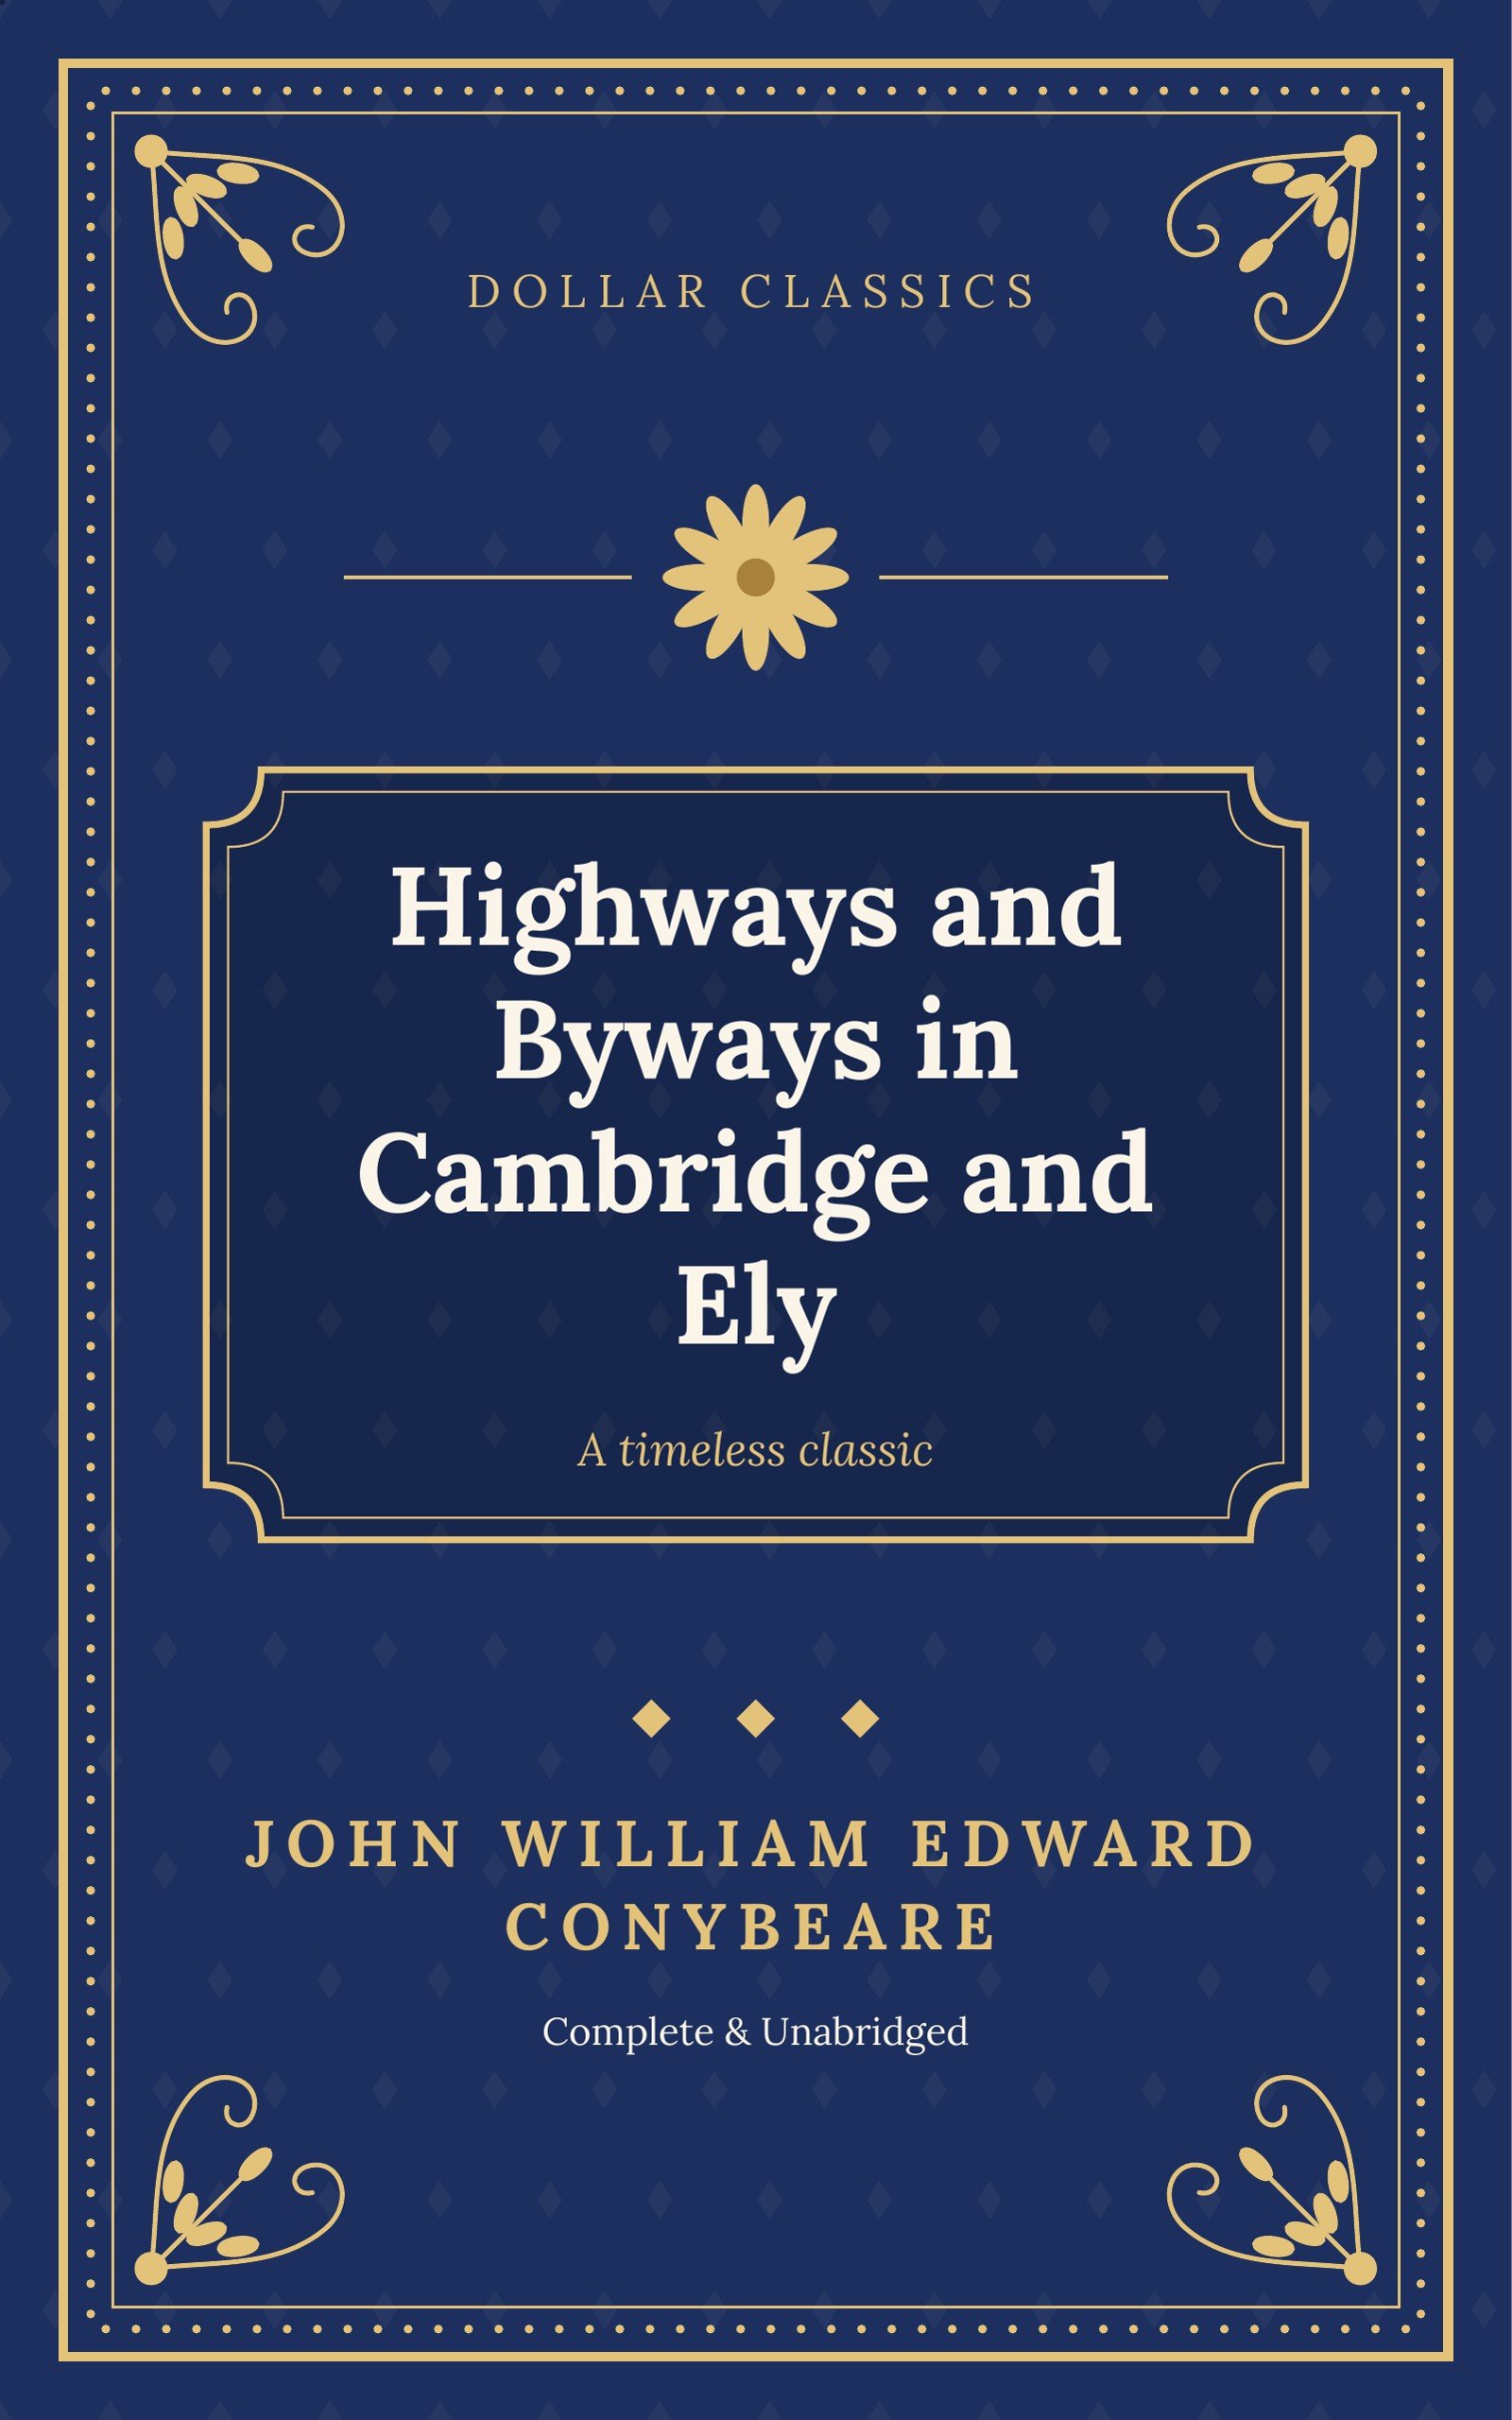 DOLLAR CLASSICS
Highways and
Byways in
Cambridge and
Ely
A timeless classic
JOHN WILLIAM EDWARD
CONYBEARE
Complete & Unabridged